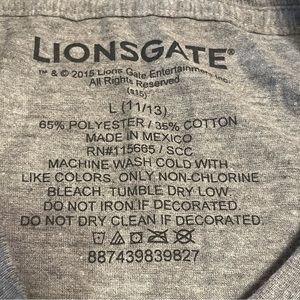 LIONSGATE®
™ & © 2015 Lions Gate Entertainment Inc.
All Rights Reserved
(s15)
L (11/13)
65% POLYESTER / 35% COTTON
MADE IN MEXICO
RN#115665 / SCC
MACHINE WASH COLD WITH
LIKE COLORS. ONLY NON-CHLORINE
BLEACH. TUMBLE DRY LOW.
DO NOT IRON IF DECORATED.
DO NOT DRY CLEAN IF DECORATED.
887439839827